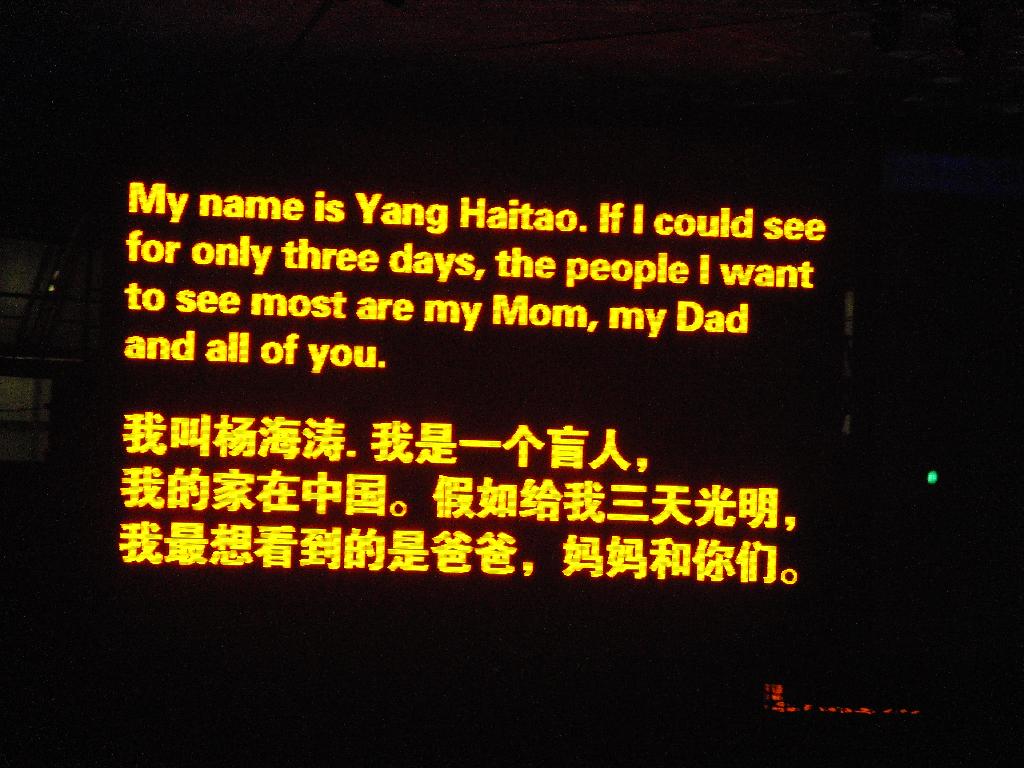 My name is Yang Haitao. If I could see
for only three days, the people I want
to see most are my Mom, my Dad
and all of you.
我叫杨海涛. 我是一个盲人，
我的家在中国。假如给我三天光明，
我最想看到的是爸爸，妈妈和你们。